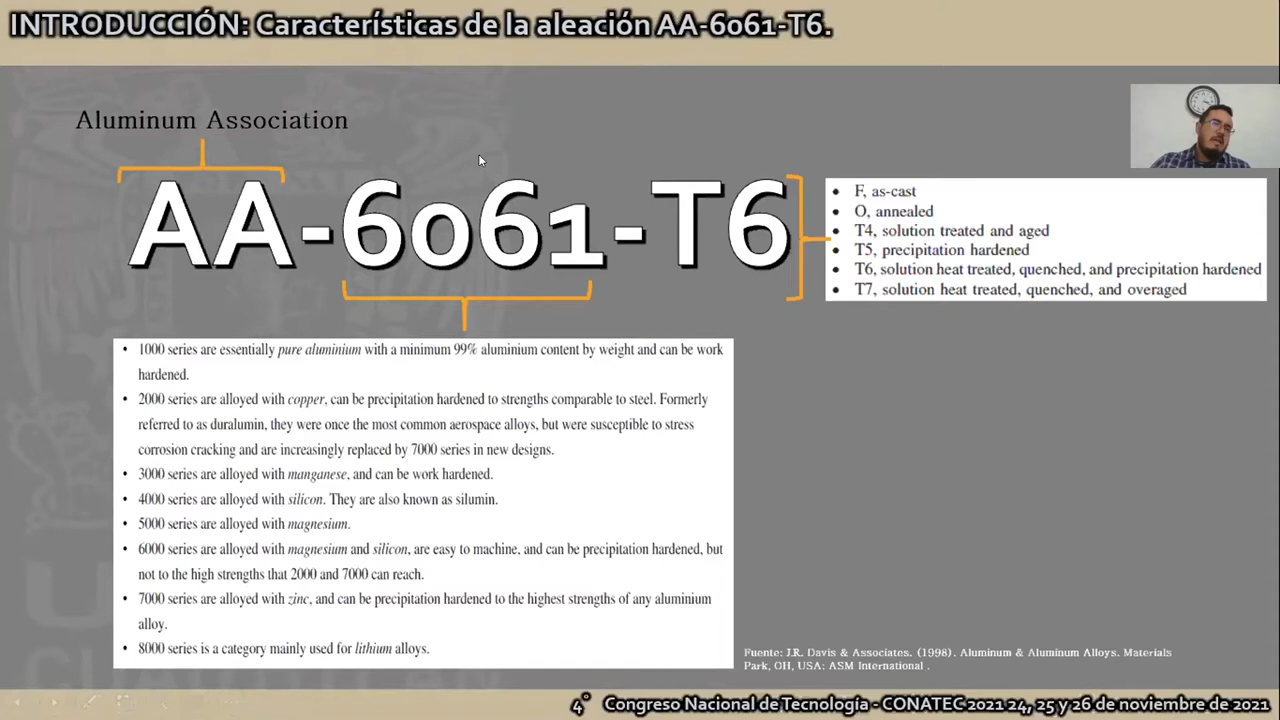 INTRODUCCIÓN: Características de la aleación AA-6061-T6.
Aluminum Association
AA-6061-T6
• F, as-cast
• O, annealed
• T4, solution treated and aged
• T5, precipitation hardened
• T6, solution heat treated, quenched, and precipitation hardened
• T7, solution heat treated, quenched, and overaged
• 1000 series are essentially pure aluminium with a minimum 99% aluminium content by weight and can be work
hardened.
• 2000 series are alloyed with copper, can be precipitation hardened to strengths comparable to steel. Formerly
referred to as duralumin, they were once the most common aerospace alloys, but were susceptible to stress
corrosion cracking and are increasingly replaced by 7000 series in new designs.
• 3000 series are alloyed with manganese, and can be work hardened.
• 4000 series are alloyed with silicon. They are also known as silumin.
• 5000 series are alloyed with magnesium.
• 6000 series are alloyed with magnesium and silicon, are easy to machine, and can be precipitation hardened, but
not to the high strengths that 2000 and 7000 can reach.
• 7000 series are alloyed with zinc, and can be precipitation hardened to the highest strengths of any aluminium
alloy.
• 8000 series is a category mainly used for lithium alloys.
Fuente: J.R. Davis & Associates. (1998). Aluminum & Aluminum Alloys. Materials
Park, OH, USA: ASM International .
4° Congreso Nacional de Tecnología - CONATEC 2021 24, 25 y 26 de noviembre de 2021